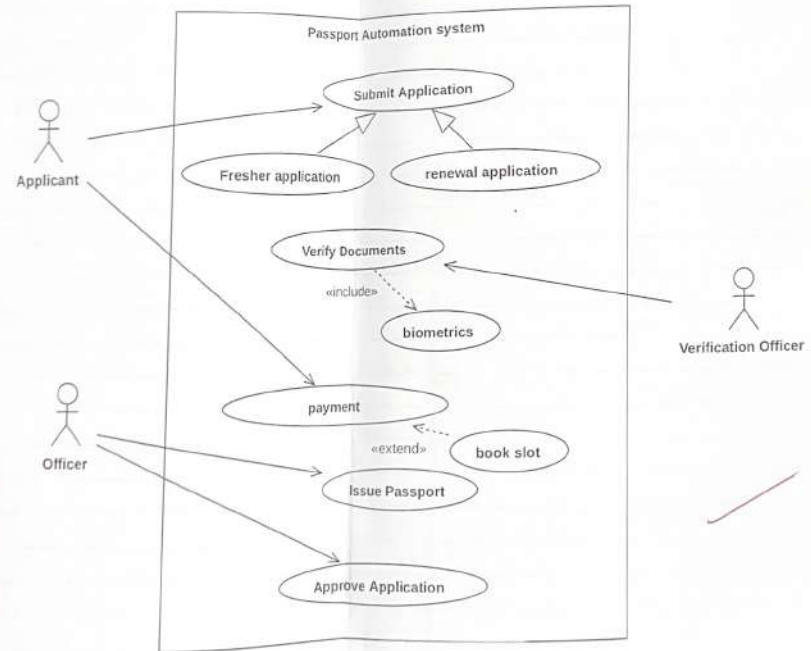 Passport Automation system
Submit Application
Applicant
Fresher application
renewal application
Verify Documents
«include»
biometrics
Verification Officer
payment
Officer
«extend»
book slot
Issue Passport
Approve Application